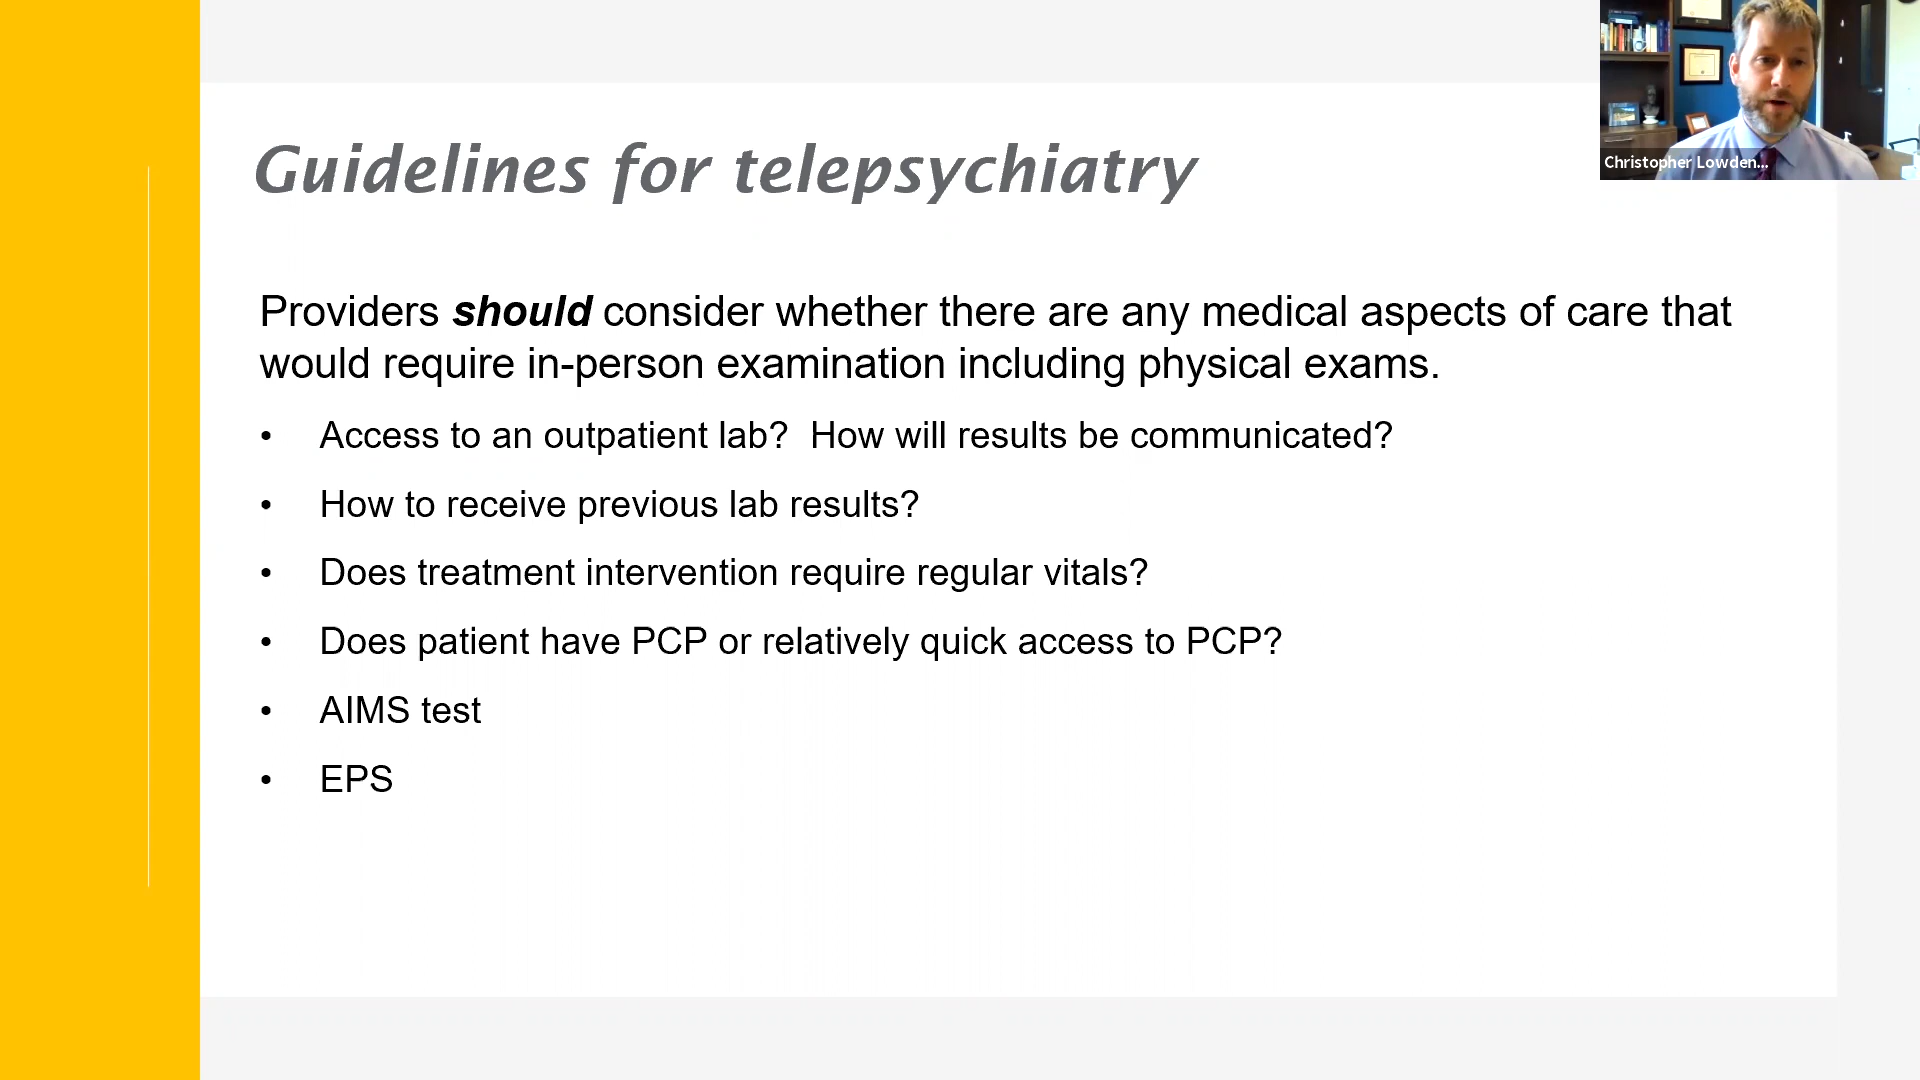 Guidelines for telepsychiatry
Christopher Lowden...
Providers should consider whether there are any medical aspects of care that
would require in-person examination including physical exams.
• Access to an outpatient lab?  How will results be communicated?
• How to receive previous lab results?
• Does treatment intervention require regular vitals?
• Does patient have PCP or relatively quick access to PCP?
• AIMS test
• EPS